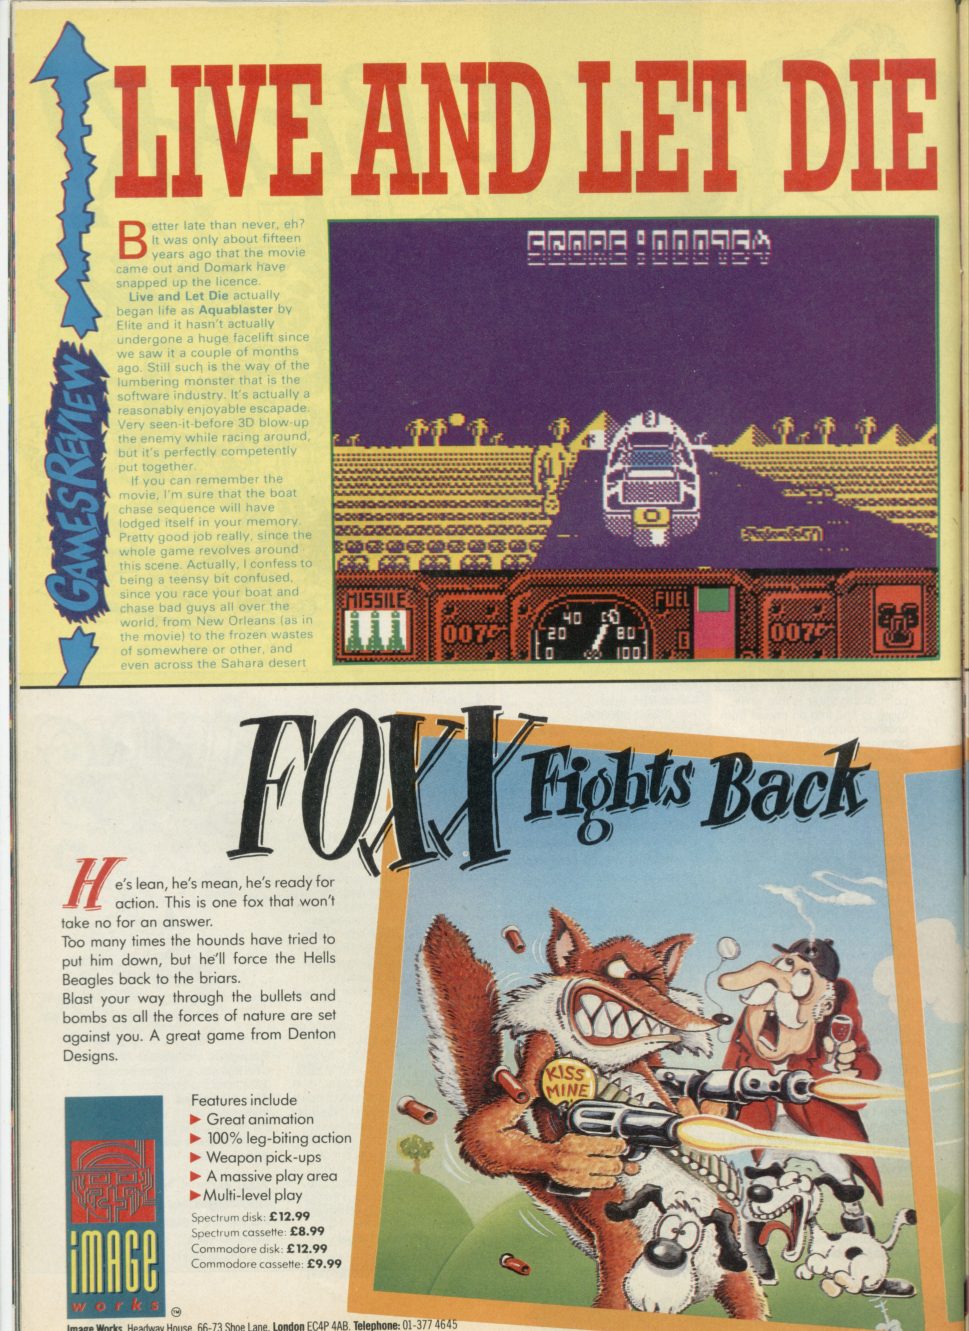 LIVE AND LET DIE
GAMESREVIEW
Better late than never, eh?
It was only about fifteen
years ago that the movie
came out and Domark have
snapped up the licence.
Live and Let Die actually
began life as Aquablaster by
Elite and it hasn't actually
undergone a huge facelift since
we saw it a couple of months
ago. Still such is the way of the
lumbering monster that is the
software industry. It's actually a
reasonably enjoyable escapade.
Very seen-it-before 3D blow-up
the enemy while racing around,
but it's perfectly competently
put together.
If you can remember the
movie, I'm sure that the boat
chase sequence will have
lodged itself in your memory.
Pretty good job really, since the
whole game revolves around
this scene. Actually, I confess to
being a teensy bit confused,
since you race your boat and
chase bad guys all over the
world, from New Orleans (as in
the movie) to the frozen wastes
of somewhere or other, and
even across the Sahara desert
SCORE:000754
MISSILE
007
20 40 80 100
FUEL
007
FOXX Fights Back
He's lean, he's mean, he's ready for
action. This is one fox that won't
take no for an answer.
Too many times the hounds have tried to
put him down, but he'll force the Hells
Beagles back to the briars.
Blast your way through the bullets and
bombs as all the forces of nature are set
against you. A great game from Denton
Designs.
KISS
MINE
Features include
Great animation
100% leg-biting action
Weapon pick-ups
A massive play area
Multi-level play
Spectrum disk: £12.99
Spectrum cassette: £8.99
Commodore disk: £12.99
Commodore cassette: £9.99
iMAGE
works
Image Works, Headway House, 66-73 Shoe Lane, London EC4P 4AB. Telephone: 01-377 4645